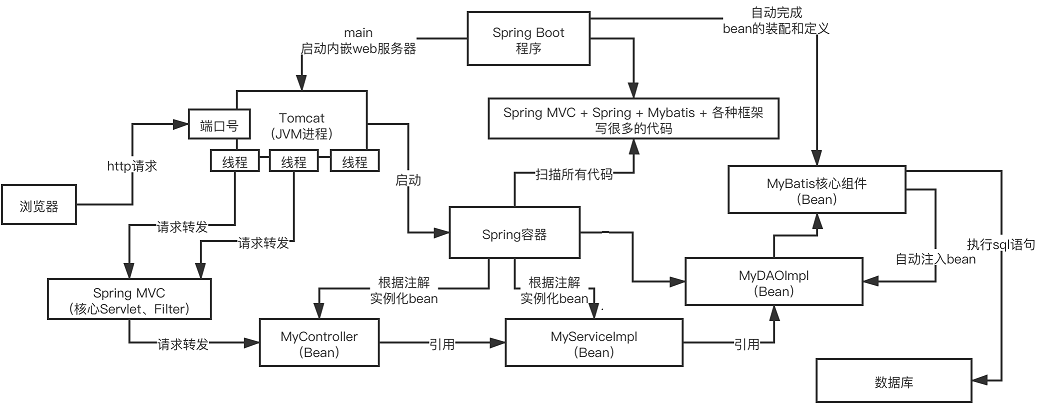 自动完成
bean的装配和定义
main
启动内嵌web服务器
Spring Boot
程序
Spring MVC + Spring + Mybatis + 各种框架
写很多的代码
端口号
Tomcat
（JVM进程）
线程
线程
线程
http请求
启动
扫描所有代码
MyBatis核心组件
（Bean）
浏览器
请求转发
请求转发
Spring容器
执行sql语句
自动注入bean
Spring MVC
（核心Servlet、Filter）
根据注解
实例化bean
根据注解
实例化bean
MyDAOImpl
（Bean）
请求转发
MyController
（Bean）
引用
MyServiceImpl
（Bean）
引用
数据库